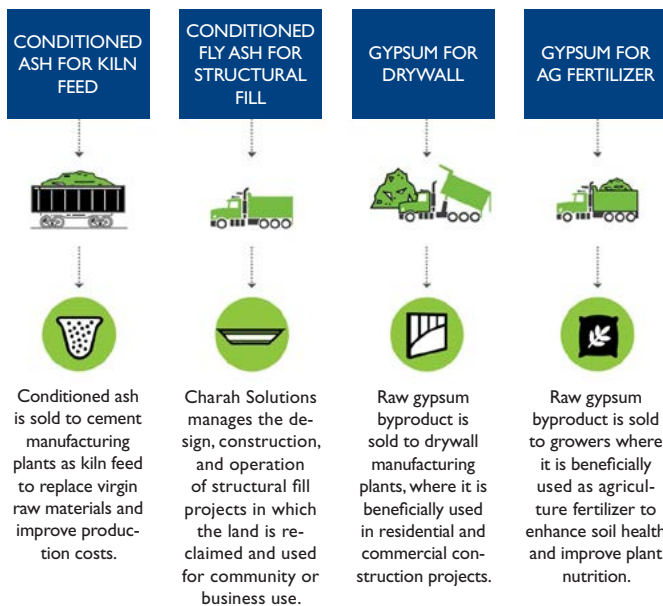 CONDITIONED
ASH FOR KILN
FEED
CONDITIONED
FLY ASH FOR
STRUCTURAL
FILL
GYPSUM FOR
DRYWALL
GYPSUM FOR
AG FERTILIZER
Conditioned ash
is sold to cement
manufacturing
plants as kiln feed
to replace virgin
raw materials and
improve produc-
tion costs.
Charah Solutions
manages the de-
sign, construction,
and operation
of structural fill
projects in which
the land is re-
claimed and used
for community or
business use.
Raw gypsum
byproduct is
sold to drywall
manufacturing
plants, where it is
beneficially used
in residential and
commercial con-
struction projects.
Raw gypsum
byproduct is sold
to growers where
it is beneficially
used as agricul-
ture fertilizer to
enhance soil health
and improve plant
nutrition.